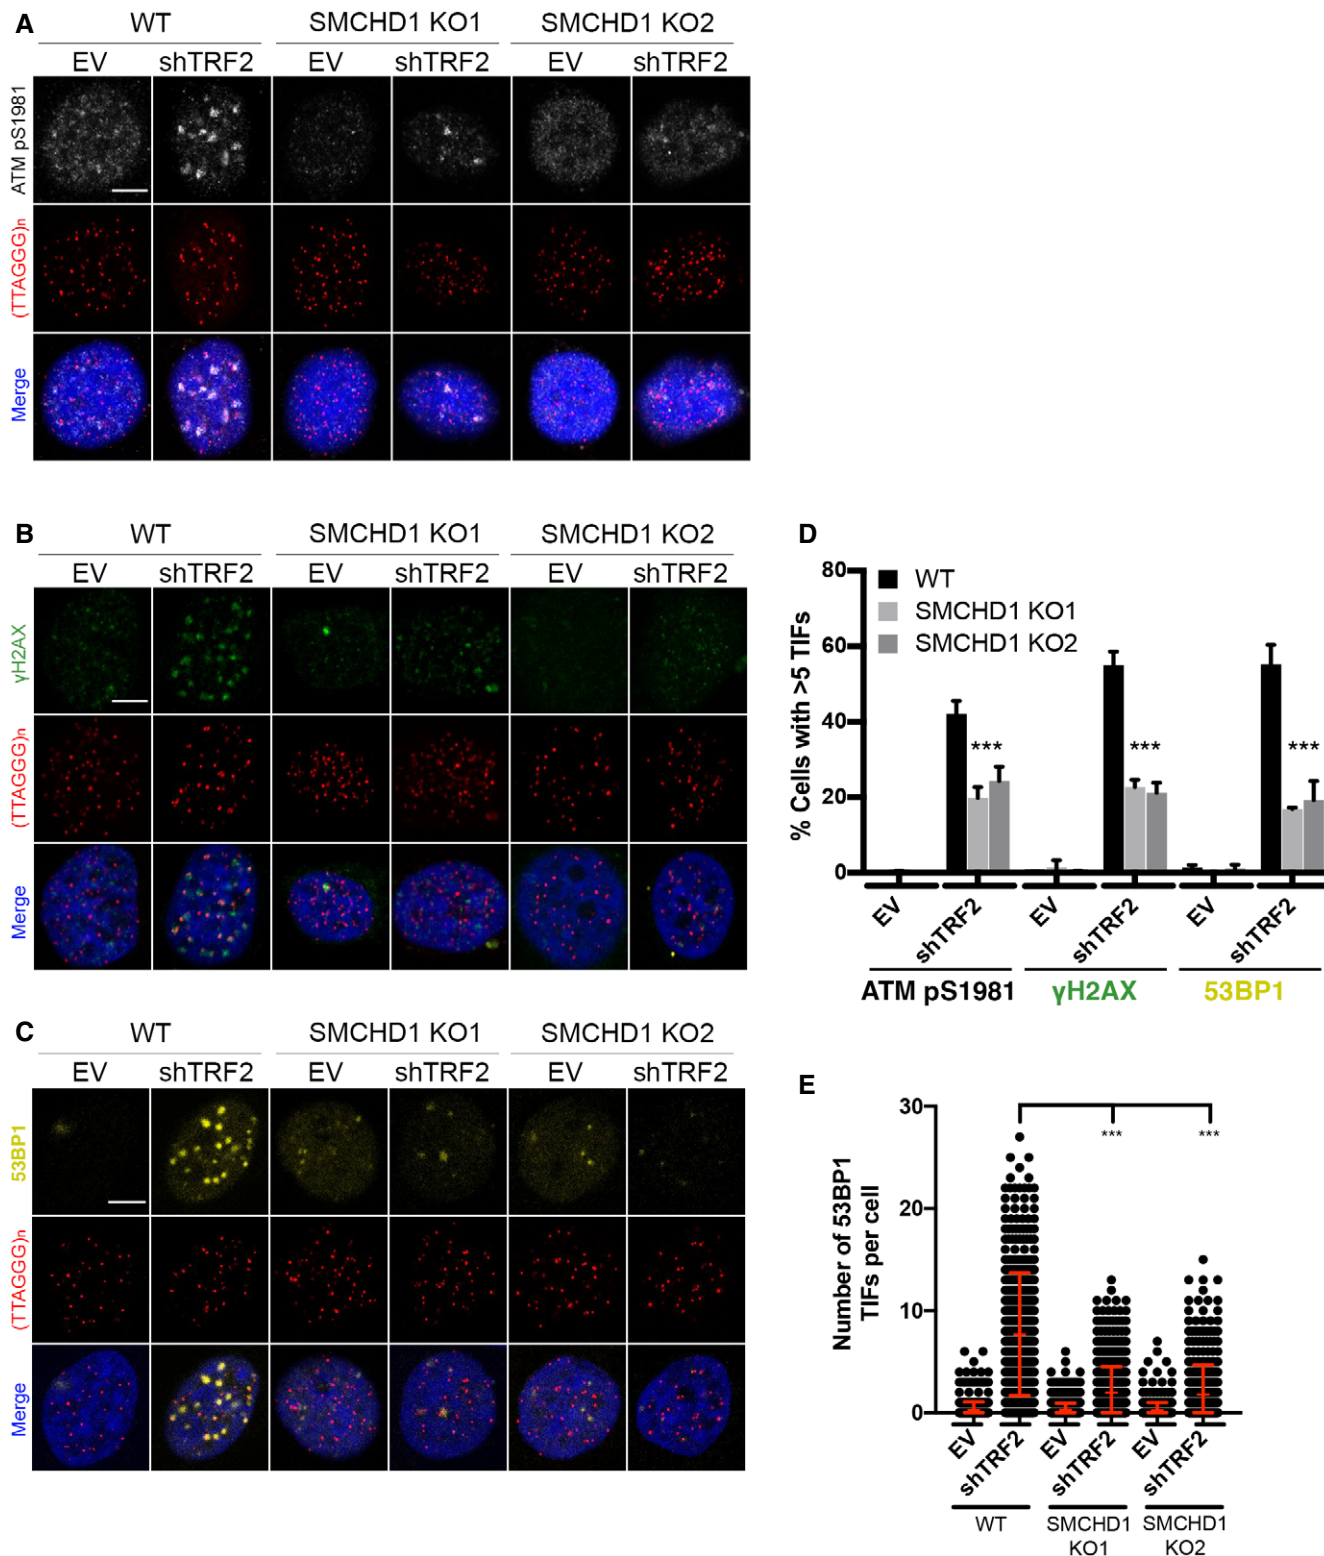 A
WT SMCHD1 KO1 SMCHD1 KO2
EV shTRF2 EV shTRF2 EV shTRF2
ATM pS1981
(TTAGGG)n
Merge
B
WT SMCHD1 KO1 SMCHD1 KO2
EV shTRF2 EV shTRF2 EV shTRF2
γH2AX
(TTAGGG)n
Merge
C
WT SMCHD1 KO1 SMCHD1 KO2
EV shTRF2 EV shTRF2 EV shTRF2
53BP1
(TTAGGG)n
Merge
D
% Cells with >5 TIFs
80
60
40
20
0
WT
SMCHD1 KO1
SMCHD1 KO2
*** *** ***
EV shTRF2 EV shTRF2 EV shTRF2
ATM pS1981 γH2AX 53BP1
E
Number of 53BP1
TIFs per cell
30
20
10
0
*** ***
EV shTRF2 EV shTRF2 EV shTRF2
WT SMCHD1 SMCHD1
KO1 KO2